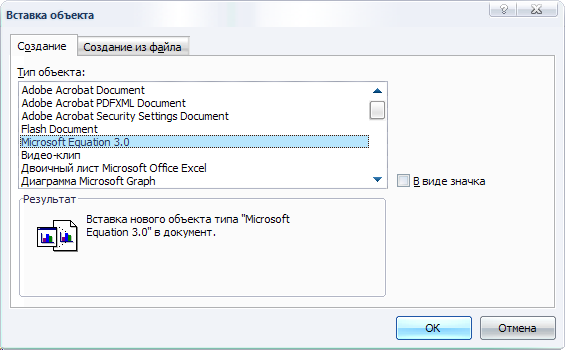 Вставка объекта
Создание
Создание из файла
Тип объекта:
Adobe Acrobat Document
Adobe Acrobat PDFXML Document
Adobe Acrobat Security Settings Document
Flash Document
Microsoft Equation 3.0
Видео-клип
Двоичный лист Microsoft Office Excel
Диаграмма Microsoft Graph
В виде значка
Результат
Вставка нового объекта типа "Microsoft
Equation 3.0" в документ.
ОК
Отмена